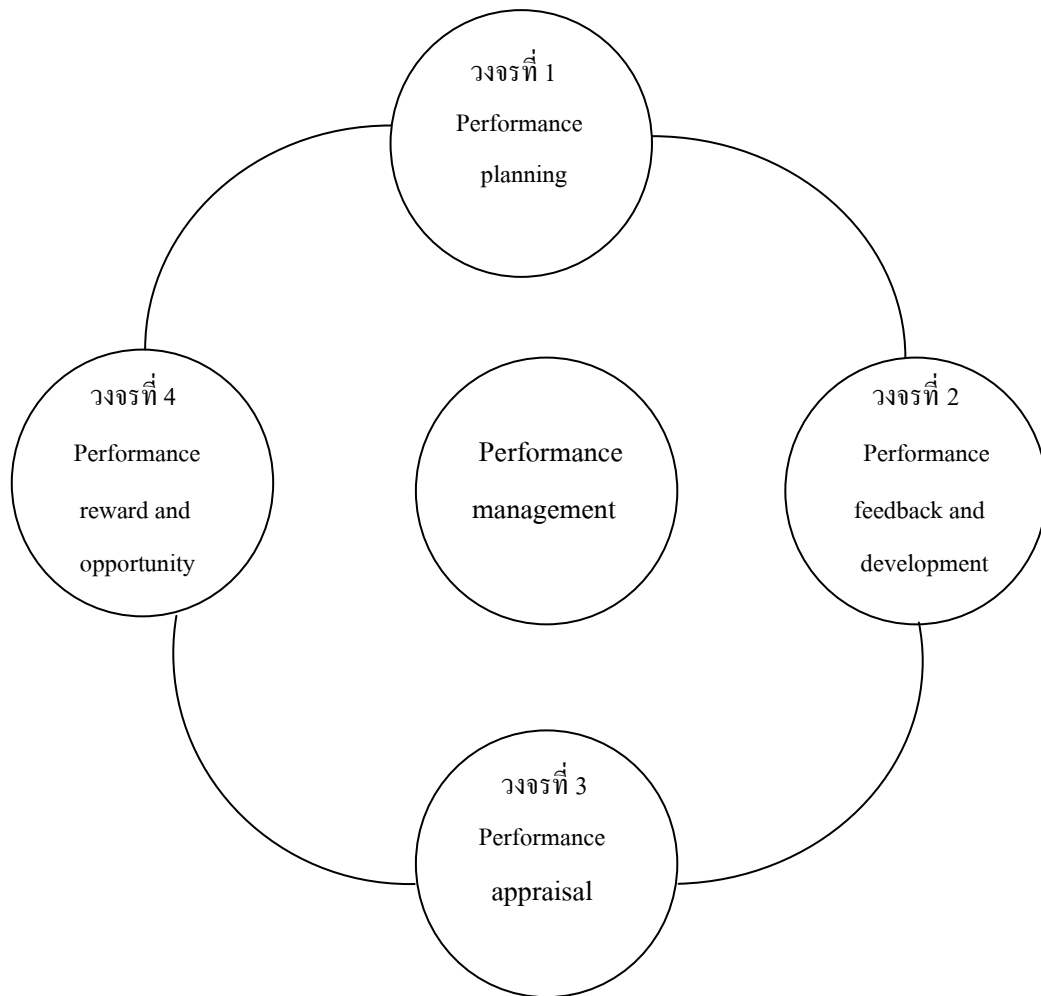 วงจรที่ 1
Performance
planning
วงจรที่ 4
Performance
reward and
opportunity
Performance
management
วงจรที่ 2
Performance
feedback and
development
วงจรที่ 3
Performance
appraisal